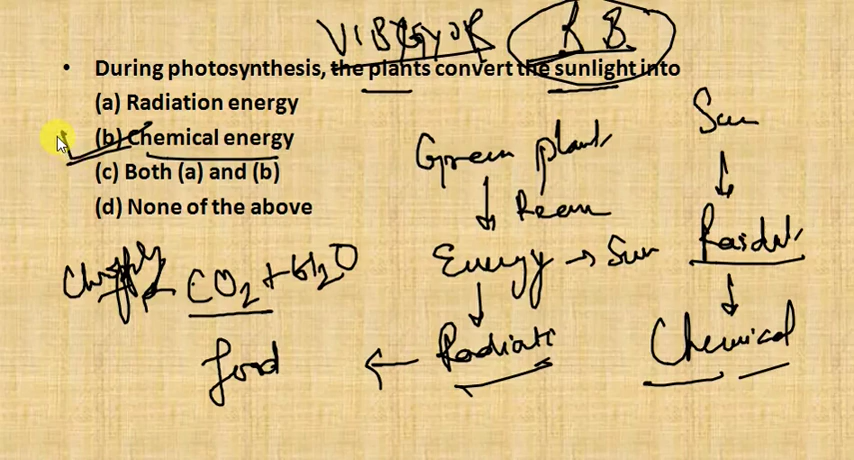 VIBGYOR R B
• During photosynthesis, the plants convert the sunlight into
(a) Radiation energy
(b) Chemical energy
(c) Both (a) and (b)
(d) None of the above
Green plant
Energy → Sun
Radiati
CO2 + 6H2O
food
Sun
Chemical